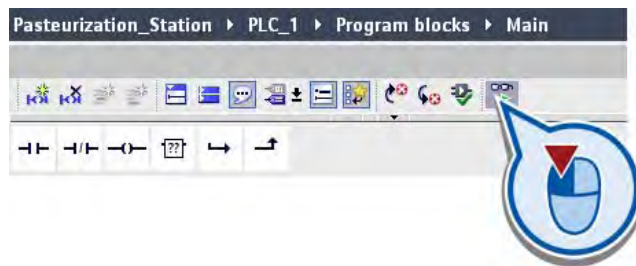 Pasteurization_Station ▸ PLC_1 ▸ Program blocks ▸ Main
??